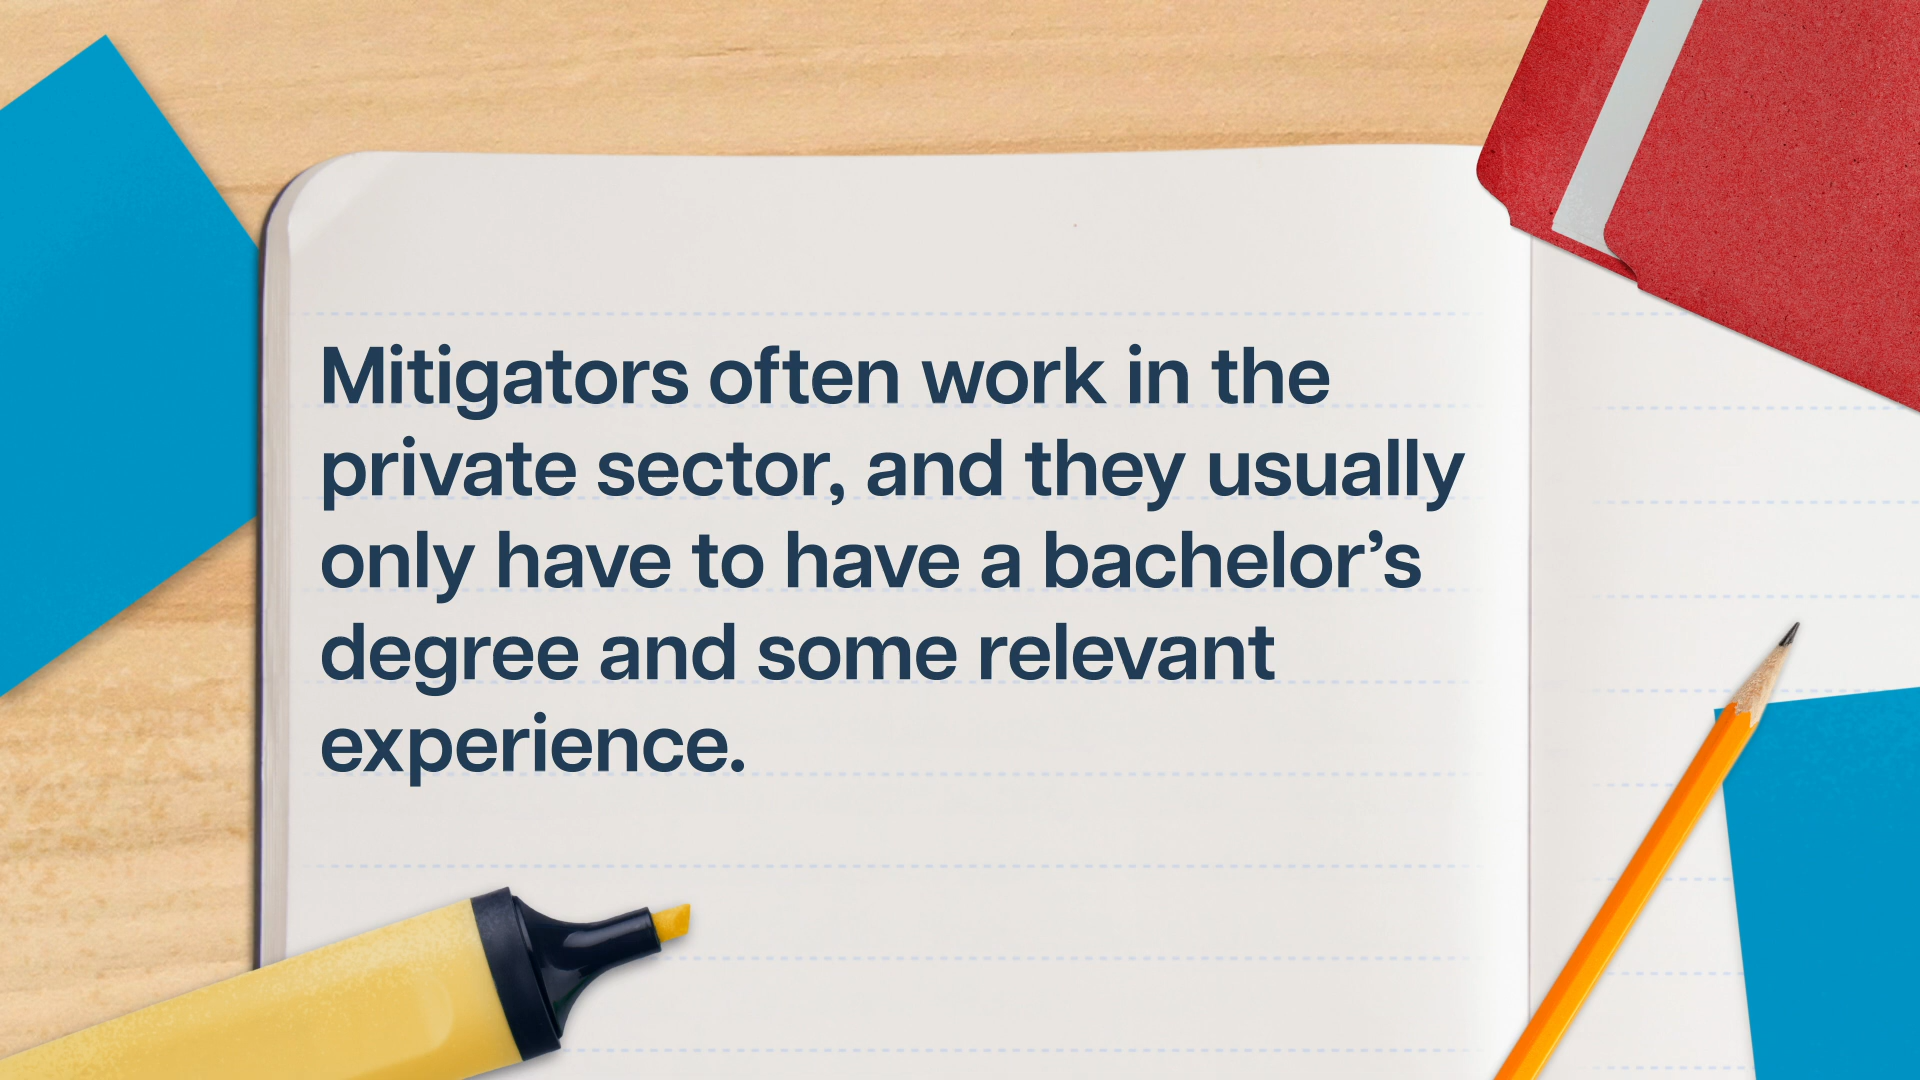 Mitigators often work in the
private sector, and they usually
only have to have a bachelor’s
degree and some relevant
experience.